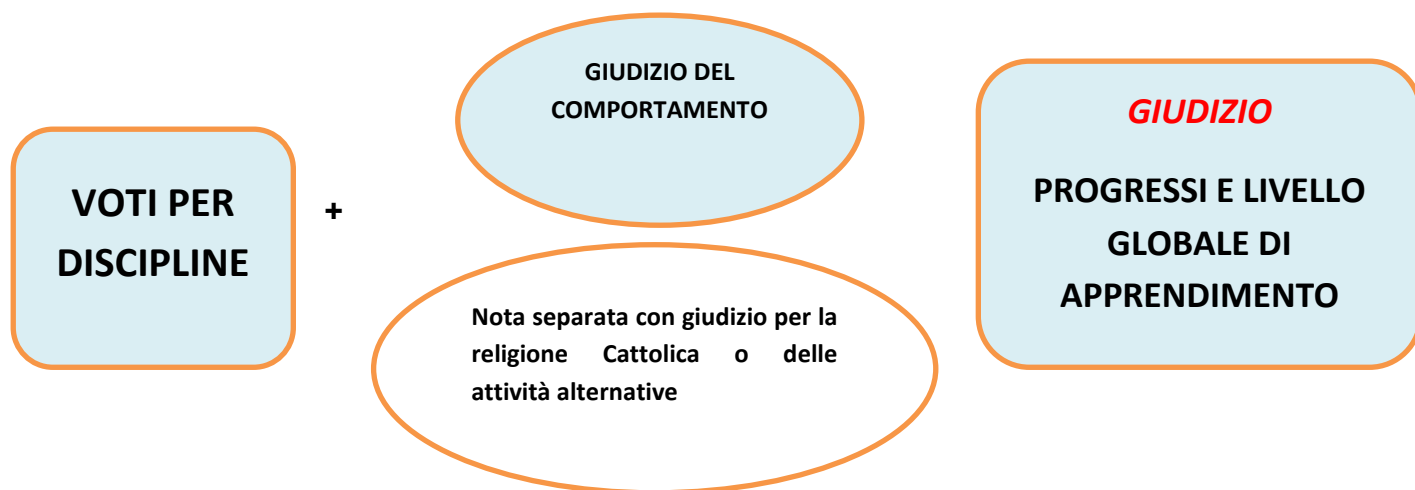 VOTI PER
DISCIPLINE
+
GIUDIZIO DEL
COMPORTAMENTO
Nota separata con giudizio per la
religione Cattolica o delle
attività alternative
GIUDIZIO
PROGRESSI E LIVELLO
GLOBALE DI
APPRENDIMENTO